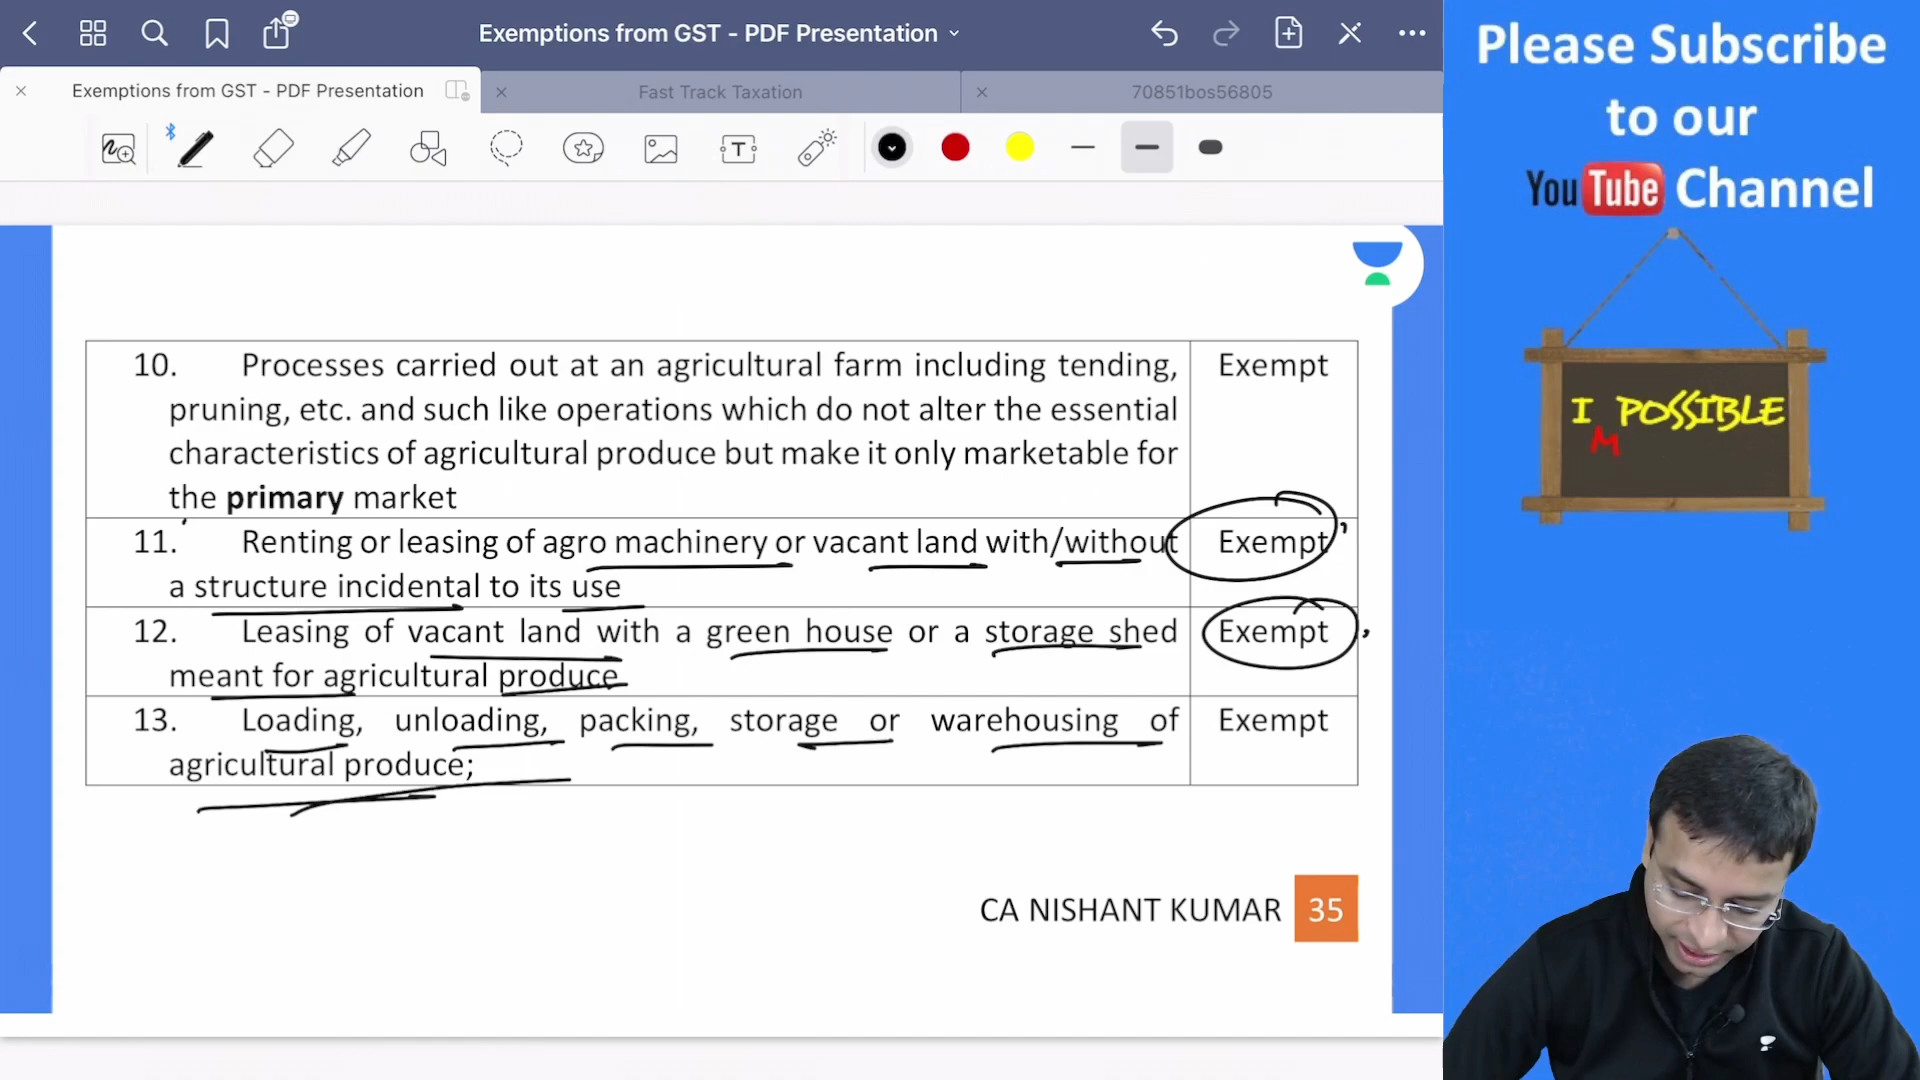 Exemptions from GST - PDF Presentation
Exemptions from GST - PDF Presentation
Fast Track Taxation
70851bos56805
T
10. Processes carried out at an agricultural farm including tending, Exempt
pruning, etc. and such like operations which do not alter the essential
characteristics of agricultural produce but make it only marketable for
the primary market
11. Renting or leasing of agro machinery or vacant land with/without Exempt
a structure incidental to its use
12. Leasing of vacant land with a green house or a storage shed Exempt
meant for agricultural produce
13. Loading, unloading, packing, storage or warehousing of Exempt
agricultural produce;
CA NISHANT KUMAR 35
Please Subscribe
to our
YouTube Channel
I POSSIBLE
M